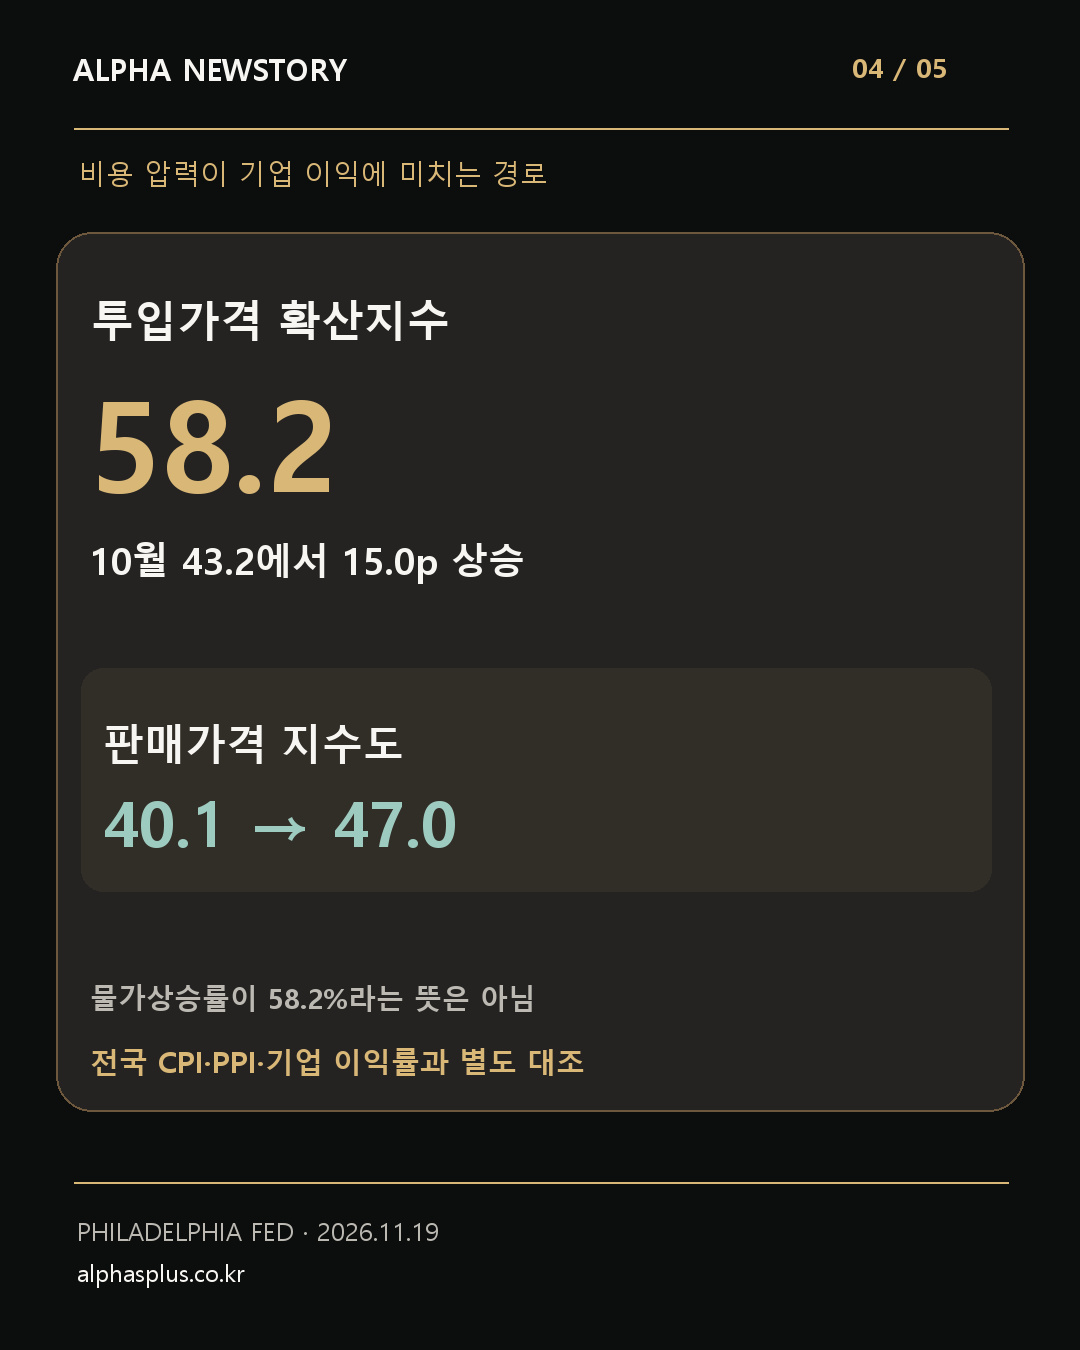 ALPHA NEWSTORY
04 / 05
비용 압력이 기업 이익에 미치는 경로
투입가격 확산지수
58.2
10월 43.2에서 15.0p 상승
판매가격 지수도
40.1 → 47.0
물가상승률이 58.2%라는 뜻은 아님
전국 CPI·PPI·기업 이익률과 별도 대조
PHILADELPHIA FED · 2026.11.19
alphasplus.co.kr